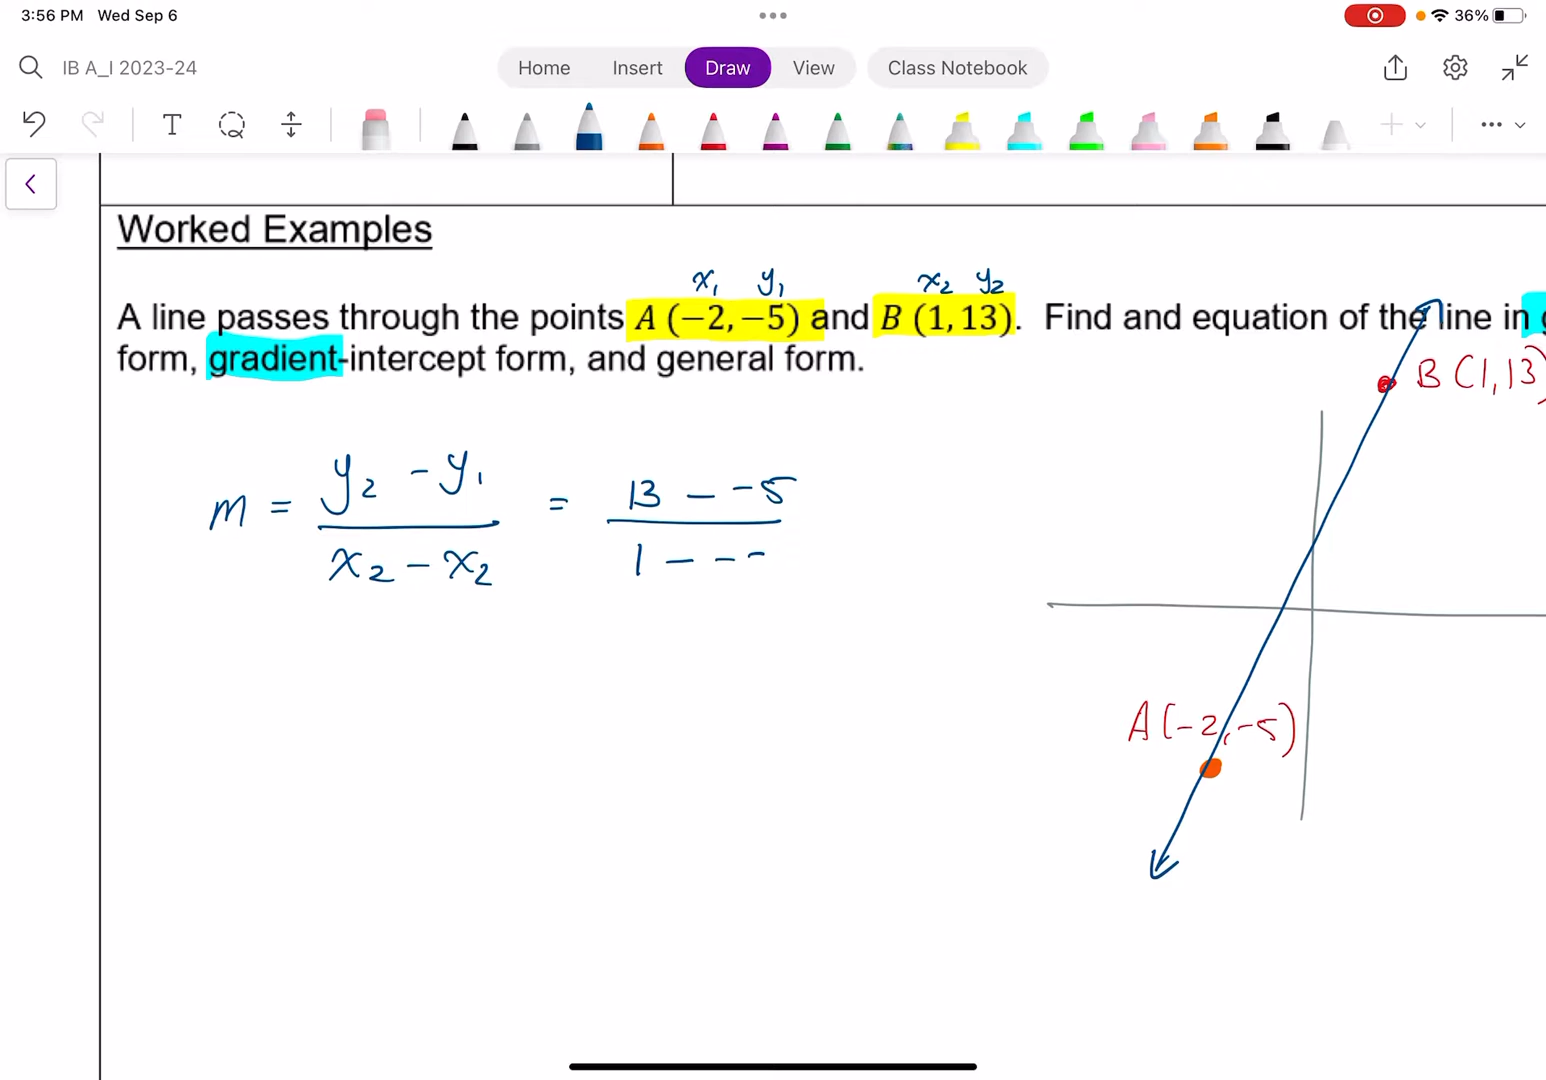 3:56 PM Wed Sep 6
36%
IB A_I 2023-24
Home Insert Draw View Class Notebook
T
Worked Examples
x₁ y₁ x₂ y₂
A line passes through the points A (−2, −5) and B (1, 13). Find and equation of the line in
form, gradient-intercept form, and general form.
B (1, 13)
m = (y₂ − y₁)/(x₂ − x₂) = (13 − −5)/(1 − −
A (−2, −5)